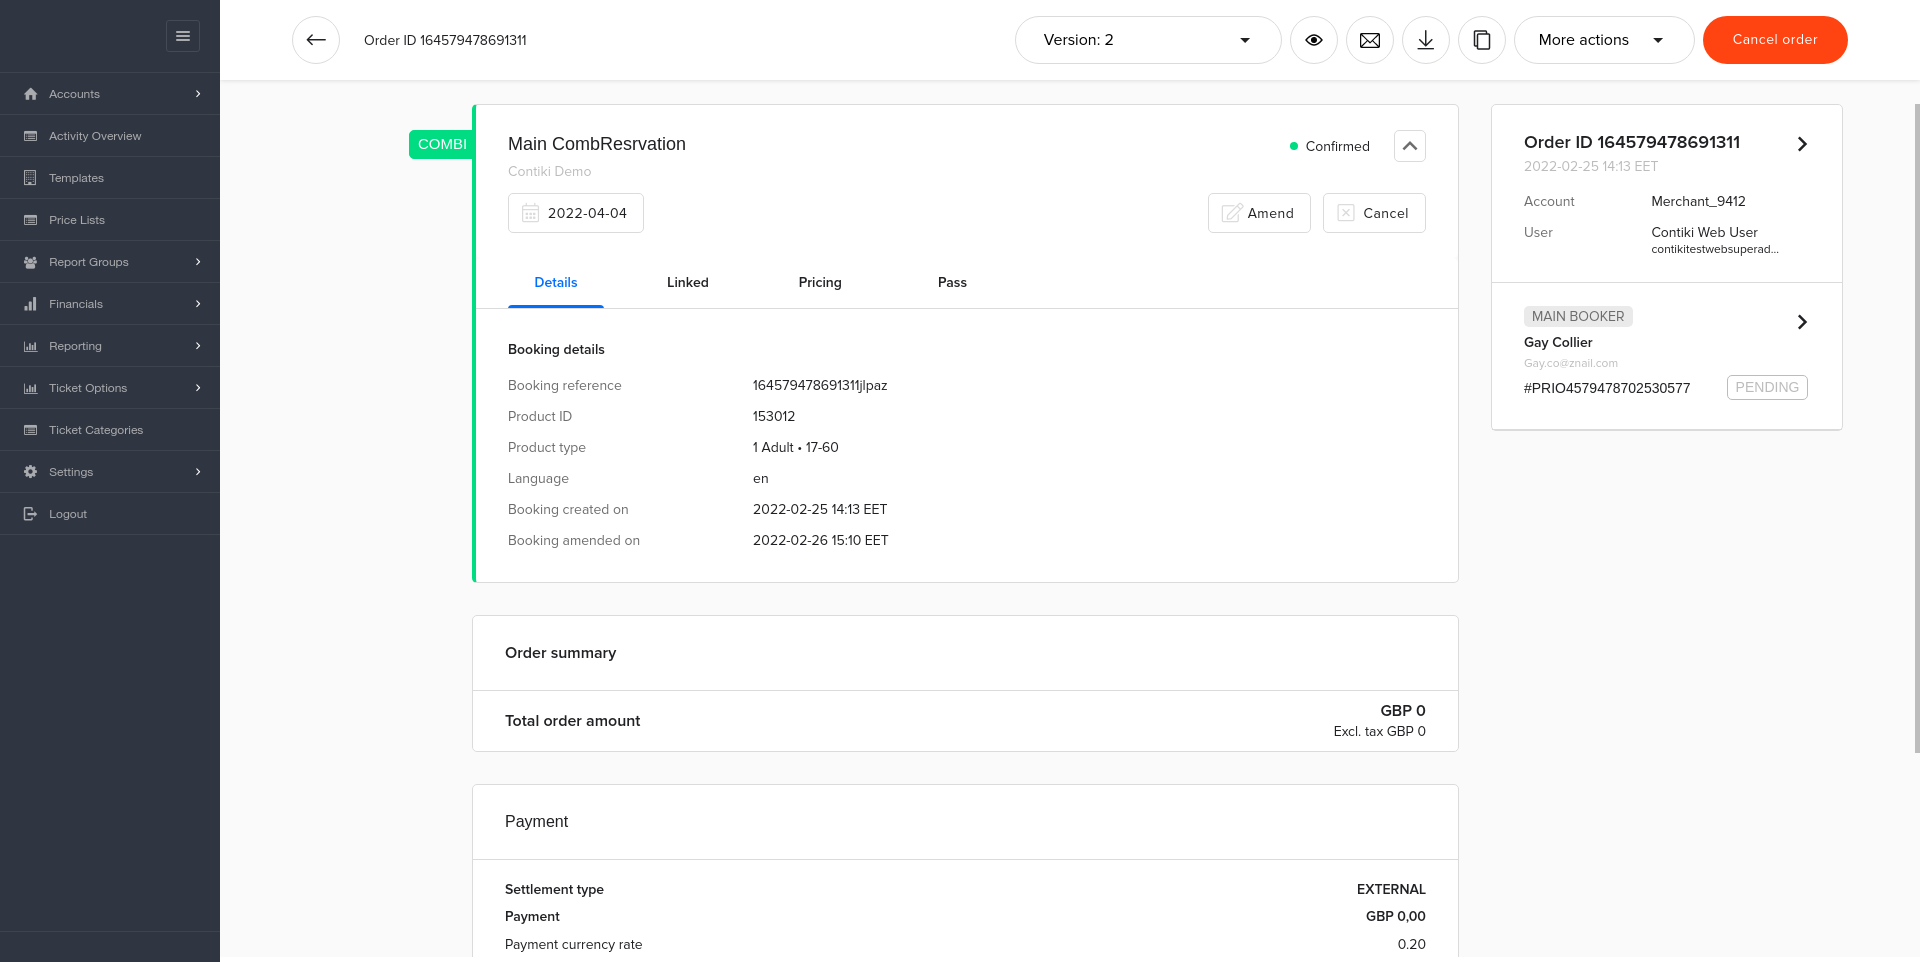 Order ID 164579478691311
Version: 2
More actions
Cancel order
Accounts
Activity Overview
Templates
Price Lists
Report Groups
Financials
Reporting
Ticket Options
Ticket Categories
Settings
Logout
COMBI
Main CombResrvation
Confirmed
Contiki Demo
2022-04-04
Amend
Cancel
Details
Linked
Pricing
Pass
Booking details
Booking reference 164579478691311jlpaz
Product ID 153012
Product type 1 Adult • 17-60
Language en
Booking created on 2022-02-25 14:13 EET
Booking amended on 2022-02-26 15:10 EET
Order summary
Total order amount GBP 0
Excl. tax GBP 0
Payment
Settlement type EXTERNAL
Payment GBP 0,00
Payment currency rate 0.20
Order ID 164579478691311
2022-02-25 14:13 EET
Account Merchant_9412
User Contiki Web User
contikitestwebsuperad...
MAIN BOOKER
Gay Collier
Gay.co@znail.com
#PRIO4579478702530577 PENDING